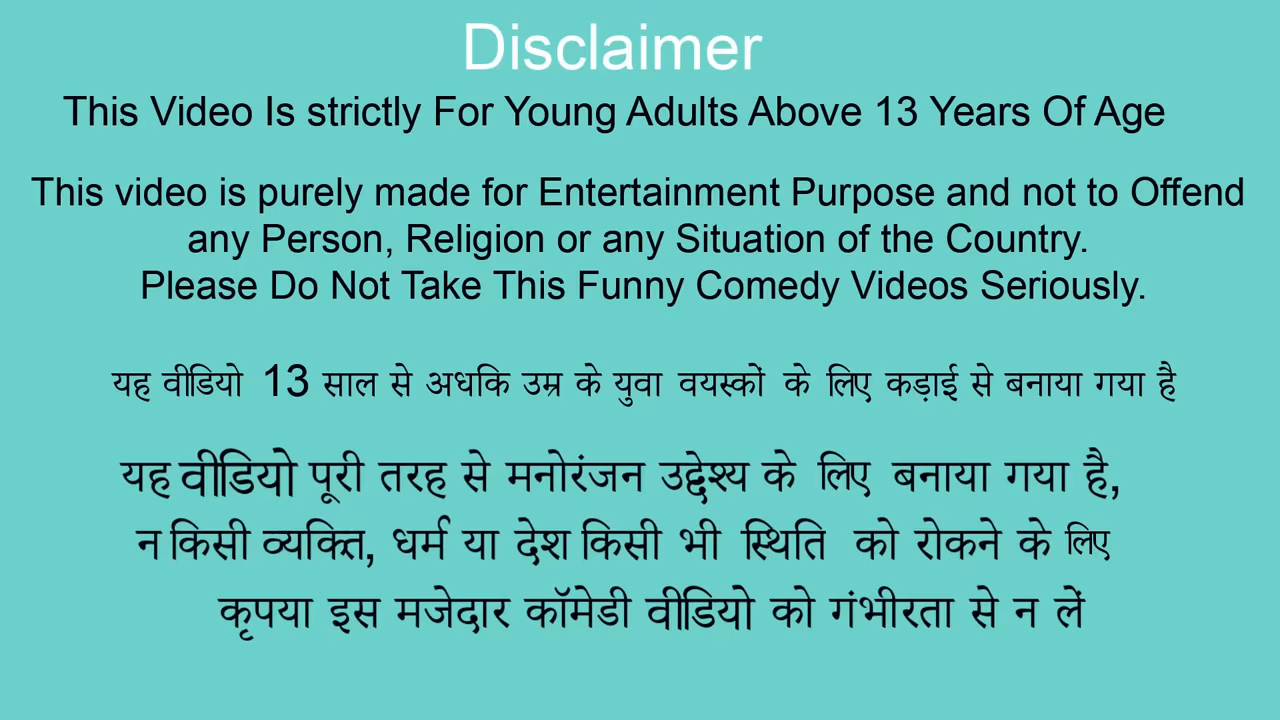 Disclaimer
This Video Is strictly For Young Adults Above 13 Years Of Age
This video is purely made for Entertainment Purpose and not to Offend
any Person, Religion or any Situation of the Country.
Please Do Not Take This Funny Comedy Videos Seriously.
यह वीडियो 13 साल से अधकि उम्र के युवा वयस्कों के लिए कड़ाई से बनाया गया है
यह वीडियो पूरी तरह से मनोरंजन उद्देश्य के लिए बनाया गया है,
न किसी व्यक्ति, धर्म या देश किसी भी स्थिति को रोकने के लिए
कृपया इस मजेदार कॉमेडी वीडियो को गंभीरता से न लें